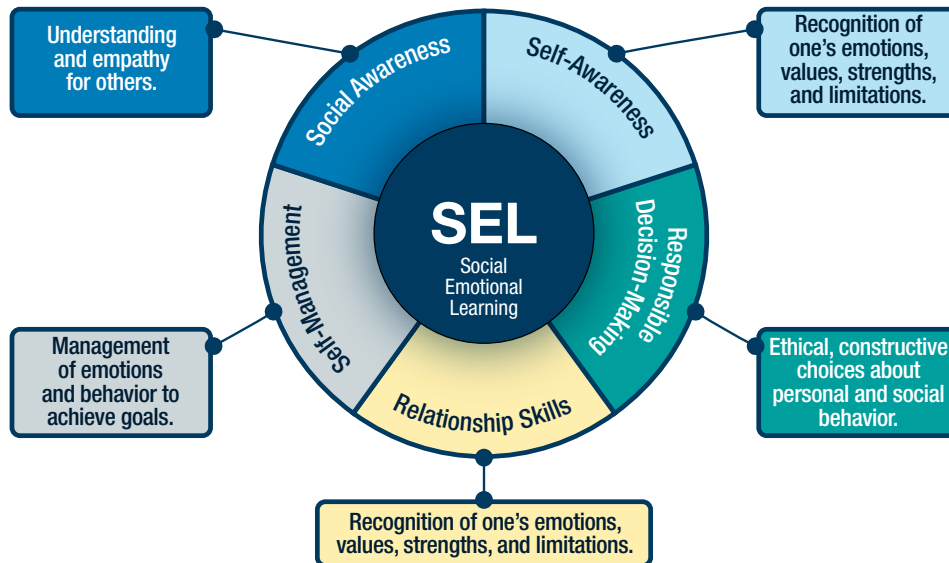 Understanding
and empathy
for others.
Social Awareness
Self-Awareness
Recognition of
one’s emotions,
values, strengths,
and limitations.
SEL
Social
Emotional
Learning
Self-Management
Responsible
Decision-Making
Relationship Skills
Management
of emotions
and behavior to
achieve goals.
Ethical, constructive
choices about
personal and social
behavior.
Recognition of one’s emotions,
values, strengths, and limitations.